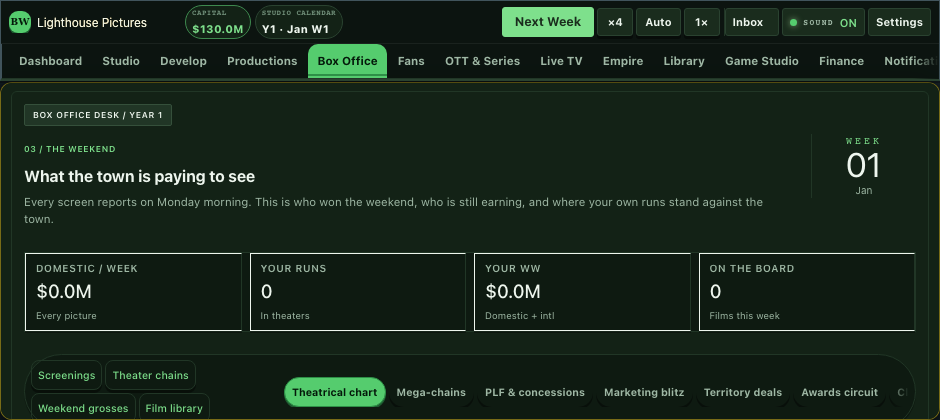 BW Lighthouse Pictures
CAPITAL
$130.0M
STUDIO CALENDAR
Y1 · Jan W1
Next Week
×4
Auto
1×
Inbox
SOUND ON
Settings
Dashboard Studio Develop Productions Box Office Fans OTT & Series Live TV Empire Library Game Studio Finance Notificat
BOX OFFICE DESK / YEAR 1
03 / THE WEEKEND
What the town is paying to see
Every screen reports on Monday morning. This is who won the weekend, who is still earning, and where your own runs stand against the
town.
WEEK
01
Jan
DOMESTIC / WEEK
$0.0M
Every picture
YOUR RUNS
0
In theaters
YOUR WW
$0.0M
Domestic + intl
ON THE BOARD
0
Films this week
Screenings Theater chains
Weekend grosses Film library
Theatrical chart Mega-chains PLF & concessions Marketing blitz Territory deals Awards circuit